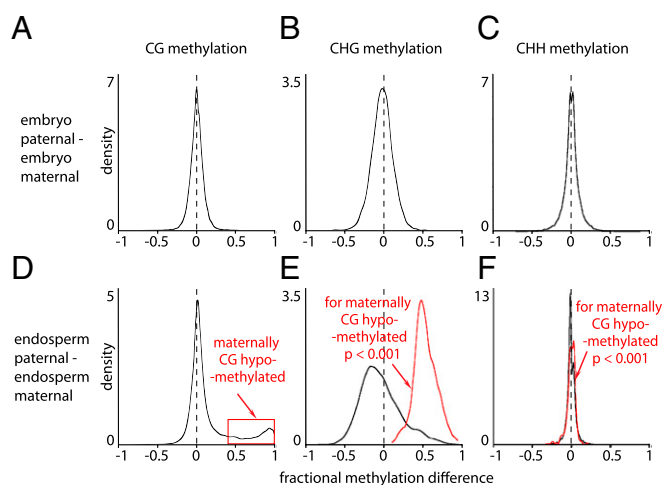 A
B
C
CG methylation
CHG methylation
CHH methylation
embryo
paternal -
embryo
maternal
density
7
0
-1 -0.5 0 0.5 1
3.5
0
-0.5 0 0.5 1
7
0
-1 -0.5 0 0.5 1
D
E
F
endosperm
paternal -
endosperm
maternal
density
5
0
maternally
CG hypo-
-methylated
-1 -0.5 0 0.5 1
3.5
0
for maternally
CG hypo-
-methylated
p < 0.001
-1 -0.5 0 0.5 1
13
0
for maternally
CG hypo-
-methylated
p < 0.001
-1 -0.5 0 0.5 1
fractional methylation difference